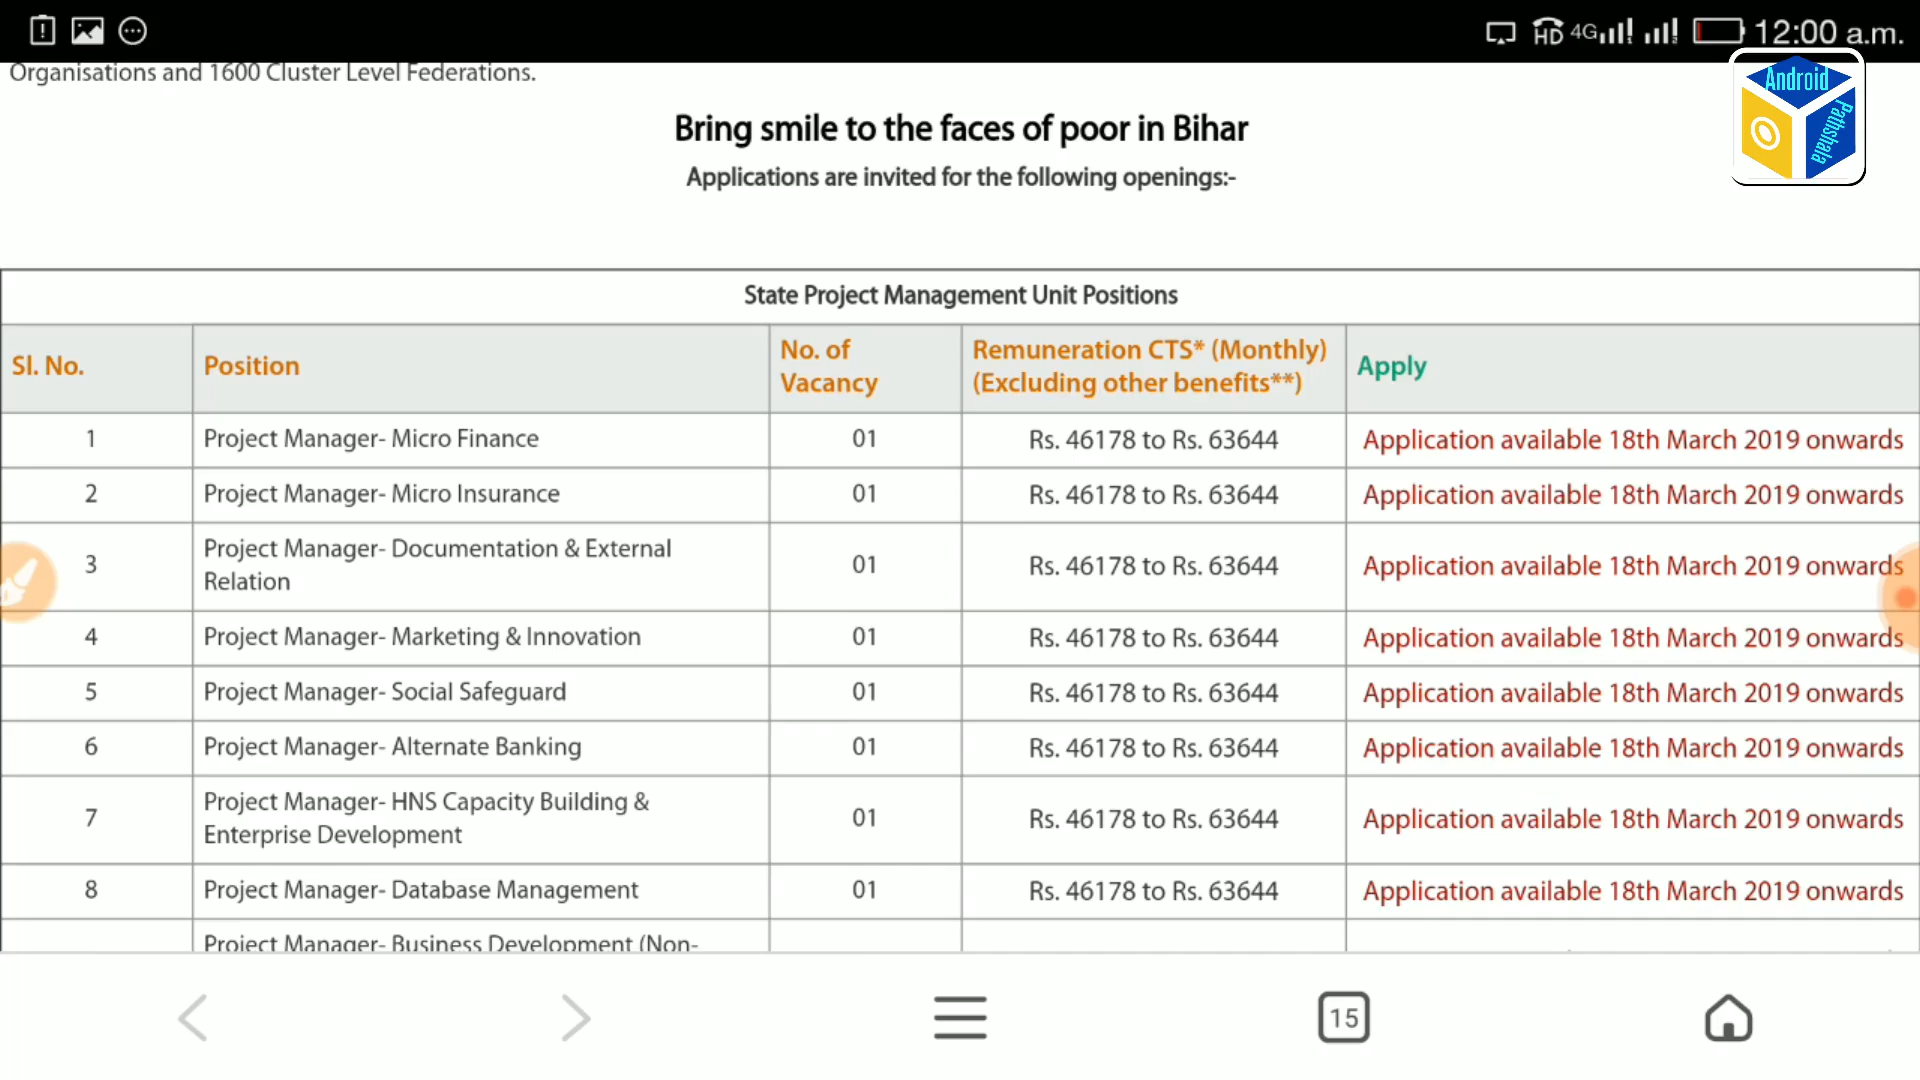 HD 4G 12:00 a.m.
Organisations and 1600 Cluster Level Federations.
Android
Pathshala
Bring smile to the faces of poor in Bihar
Applications are invited for the following openings:-
State Project Management Unit Positions
Sl. No. Position No. of Vacancy Remuneration CTS* (Monthly) (Excluding other benefits**) Apply
1 Project Manager- Micro Finance 01 Rs. 46178 to Rs. 63644 Application available 18th March 2019 onwards
2 Project Manager- Micro Insurance 01 Rs. 46178 to Rs. 63644 Application available 18th March 2019 onwards
3 Project Manager- Documentation & External Relation 01 Rs. 46178 to Rs. 63644 Application available 18th March 2019 onwards
4 Project Manager- Marketing & Innovation 01 Rs. 46178 to Rs. 63644 Application available 18th March 2019 onwards
5 Project Manager- Social Safeguard 01 Rs. 46178 to Rs. 63644 Application available 18th March 2019 onwards
6 Project Manager- Alternate Banking 01 Rs. 46178 to Rs. 63644 Application available 18th March 2019 onwards
7 Project Manager- HNS Capacity Building & Enterprise Development 01 Rs. 46178 to Rs. 63644 Application available 18th March 2019 onwards
8 Project Manager- Database Management 01 Rs. 46178 to Rs. 63644 Application available 18th March 2019 onwards
Project Manager- Business Development (Non-
15